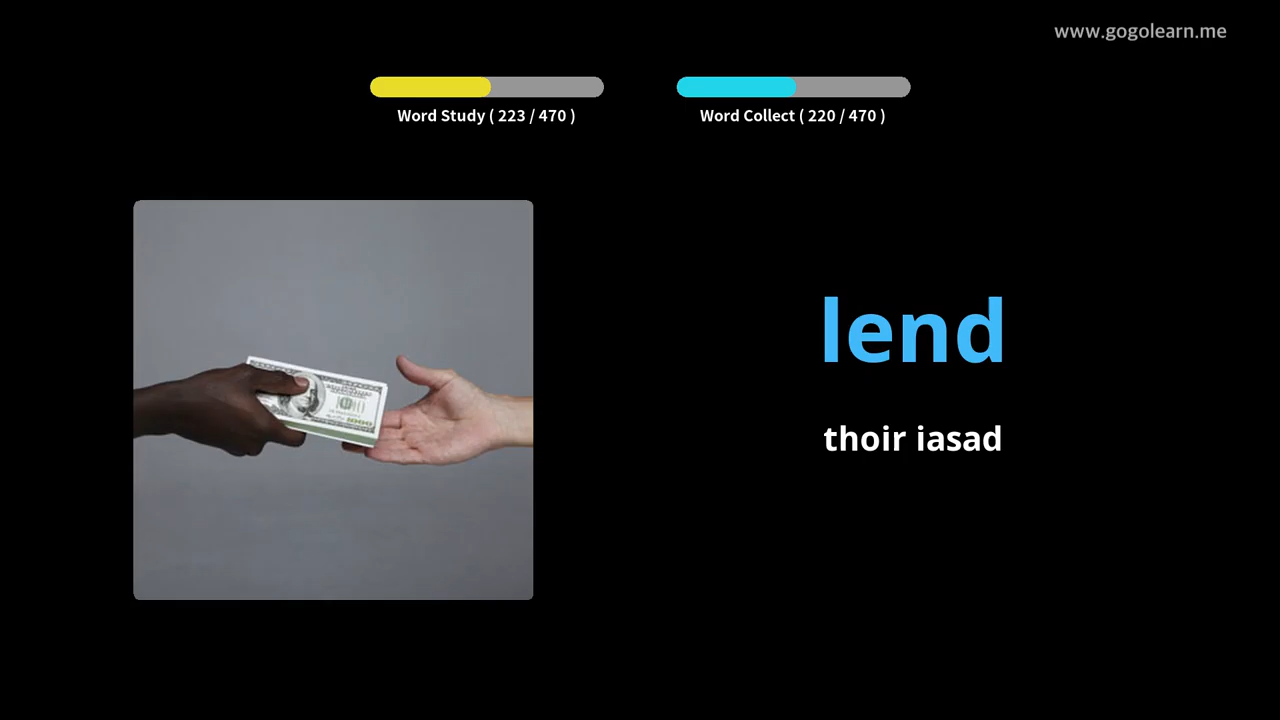 www.gogolearn.me
Word Study ( 223 / 470 )
Word Collect ( 220 / 470 )
lend
thoir iasad